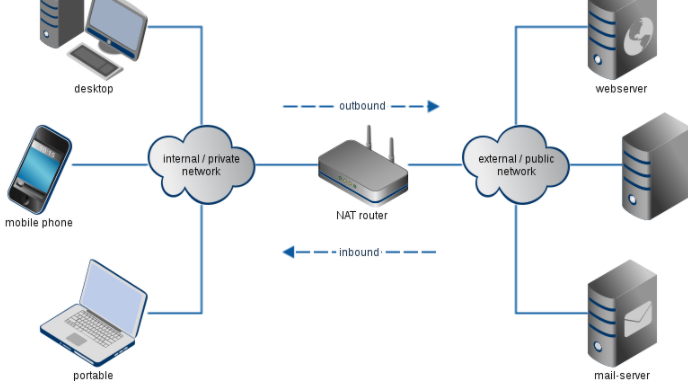 desktop
webserver
outbound
internal / private
network
external / public
network
NAT router
mobile phone
inbound
portable
mail-server